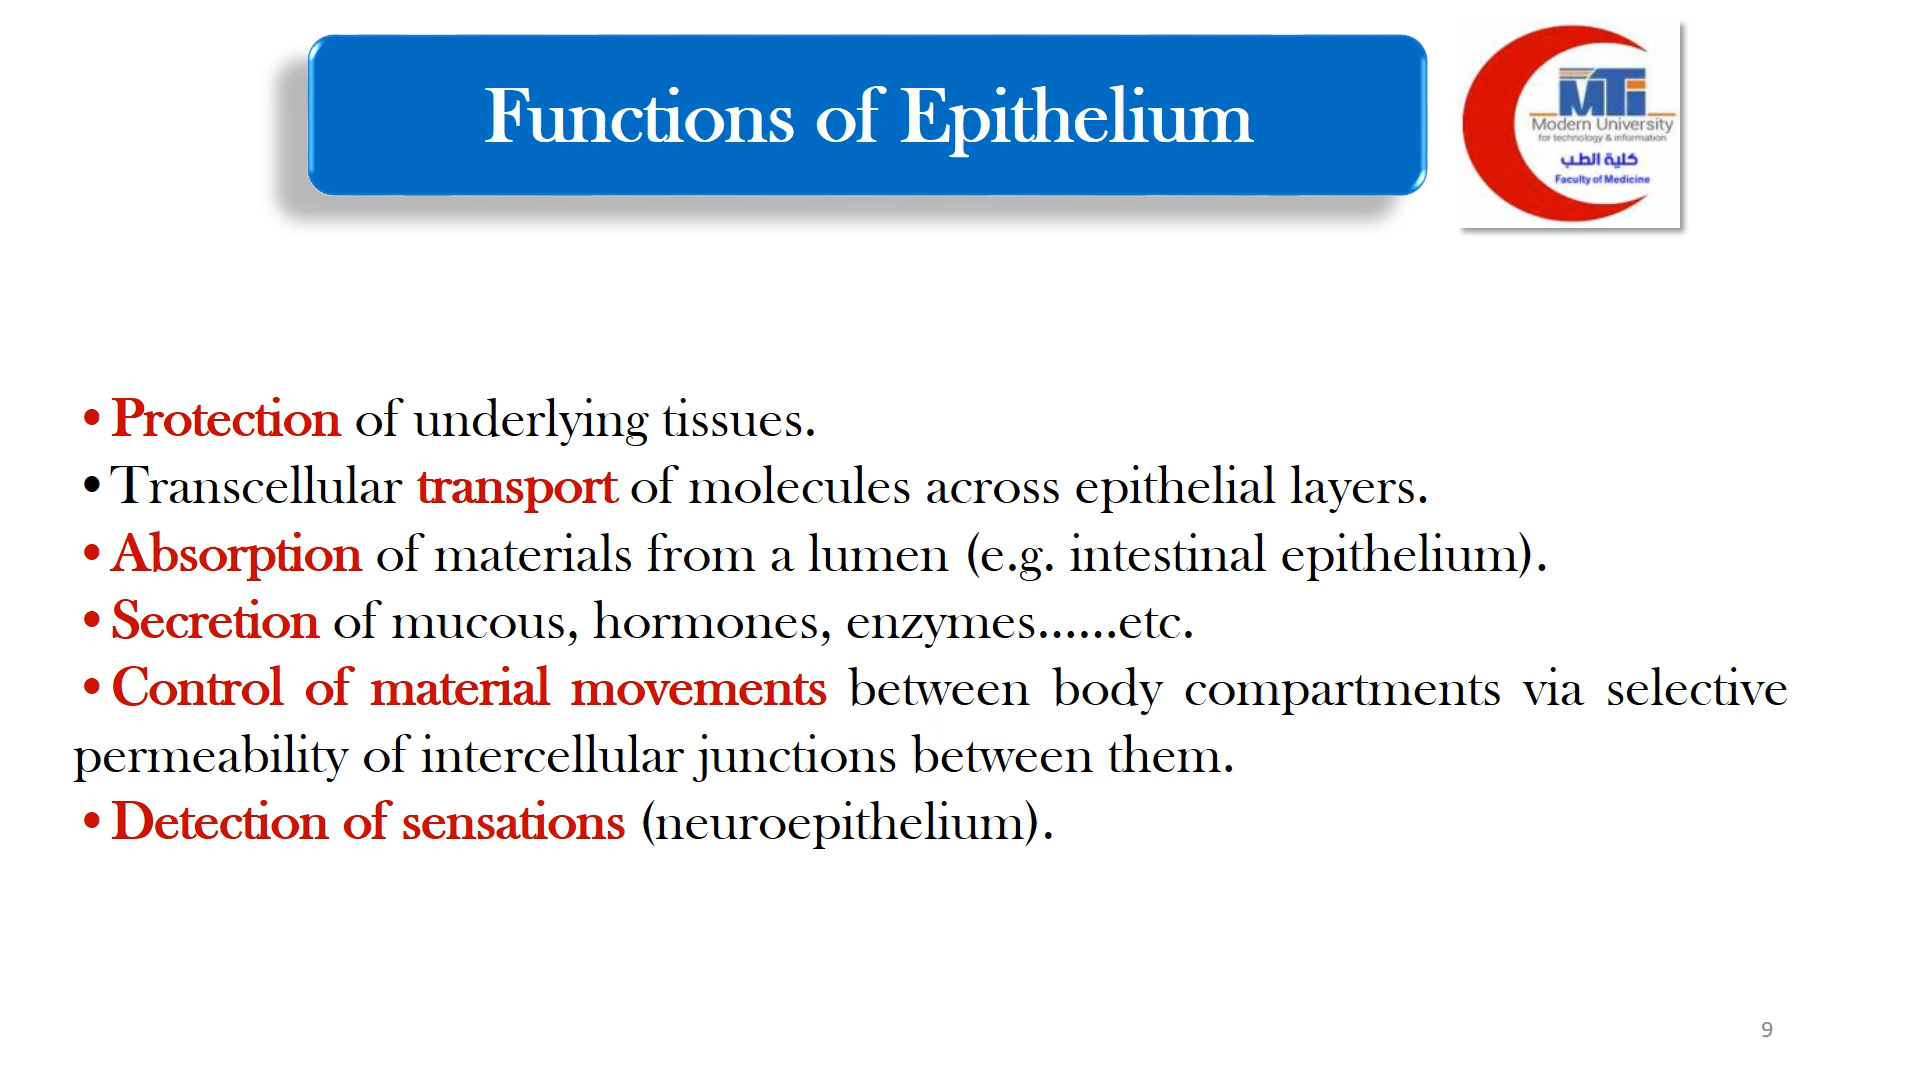 Functions of Epithelium
MTi
Modern University
for technology & information
كلية الطب
Faculty of Medicine
• Protection of underlying tissues.
• Transcellular transport of molecules across epithelial layers.
• Absorption of materials from a lumen (e.g. intestinal epithelium).
• Secretion of mucous, hormones, enzymes......etc.
• Control of material movements between body compartments via selective
permeability of intercellular junctions between them.
• Detection of sensations (neuroepithelium).
9